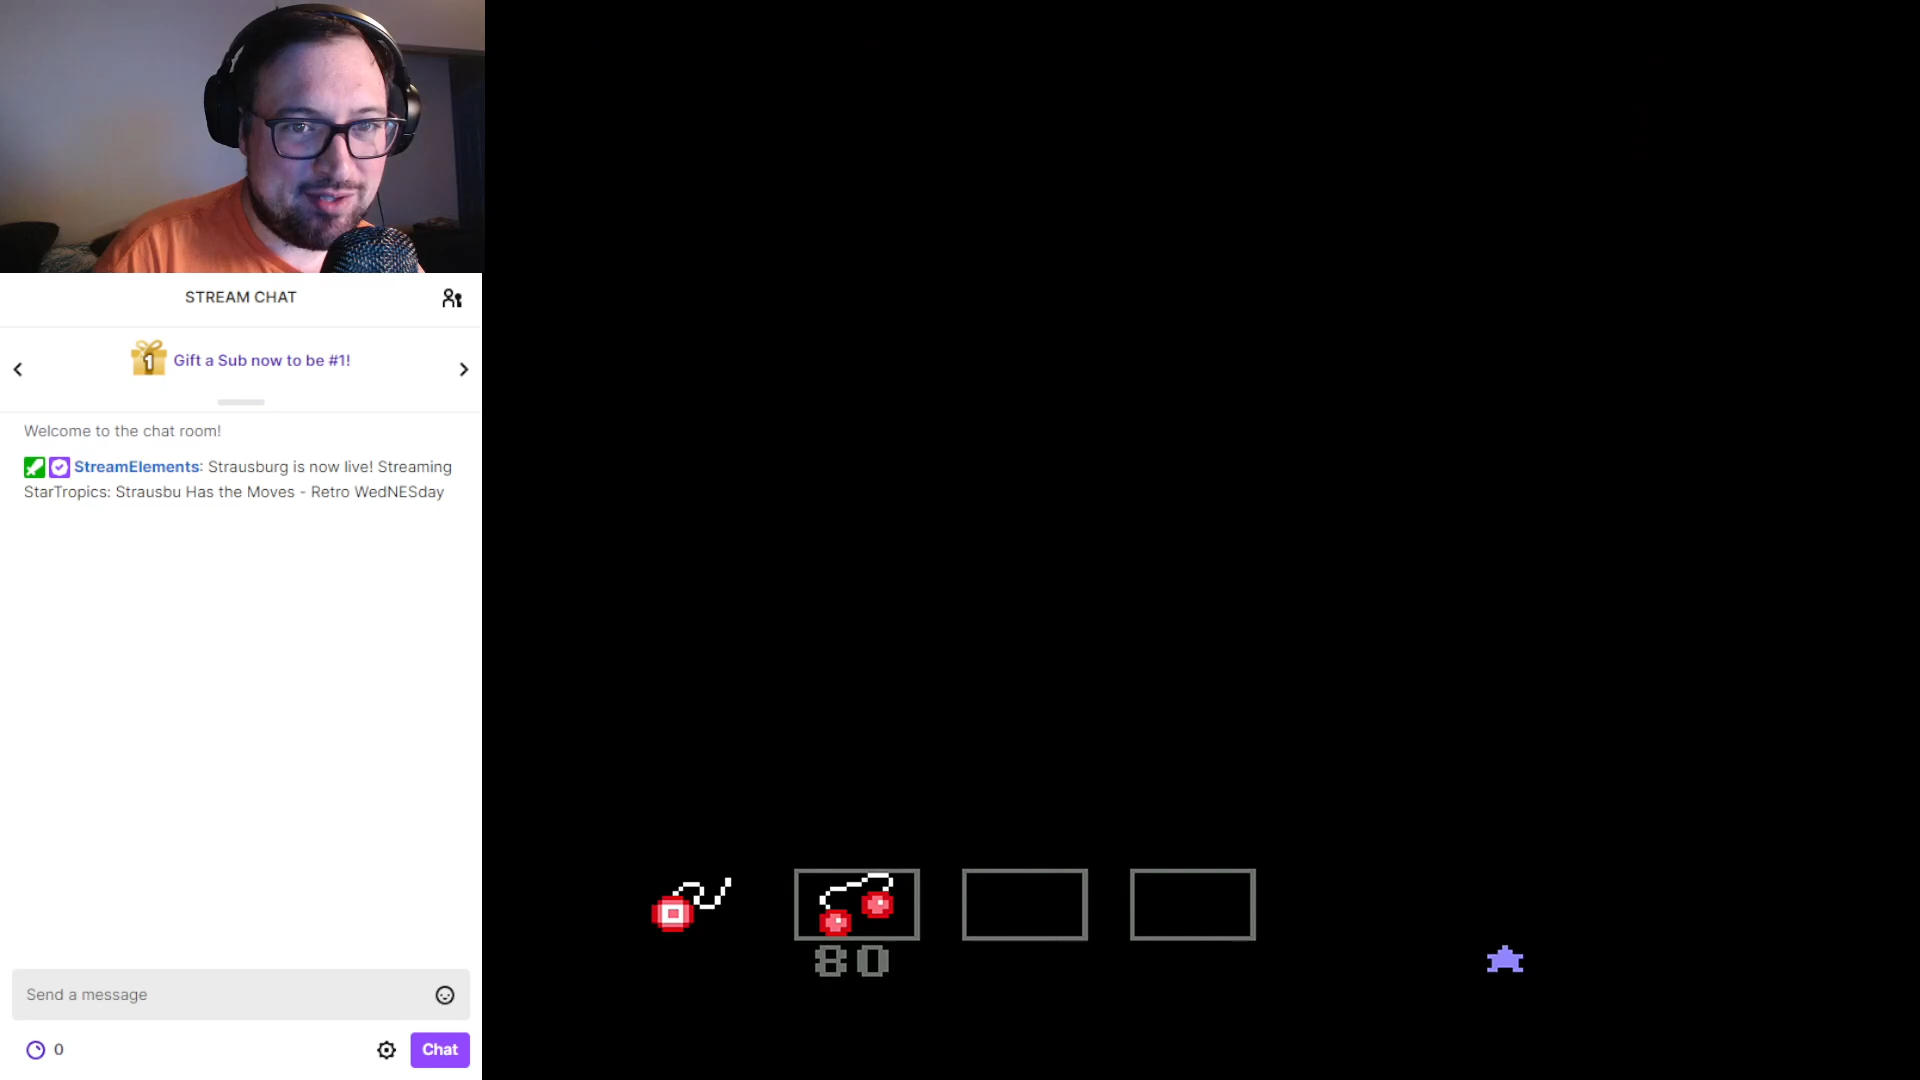 STREAM CHAT
1
Gift a Sub now to be #1!
Welcome to the chat room!
StreamElements: Strausburg is now live! Streaming
StarTropics: Strausbu Has the Moves - Retro WedNESday
80
Send a message
0
Chat